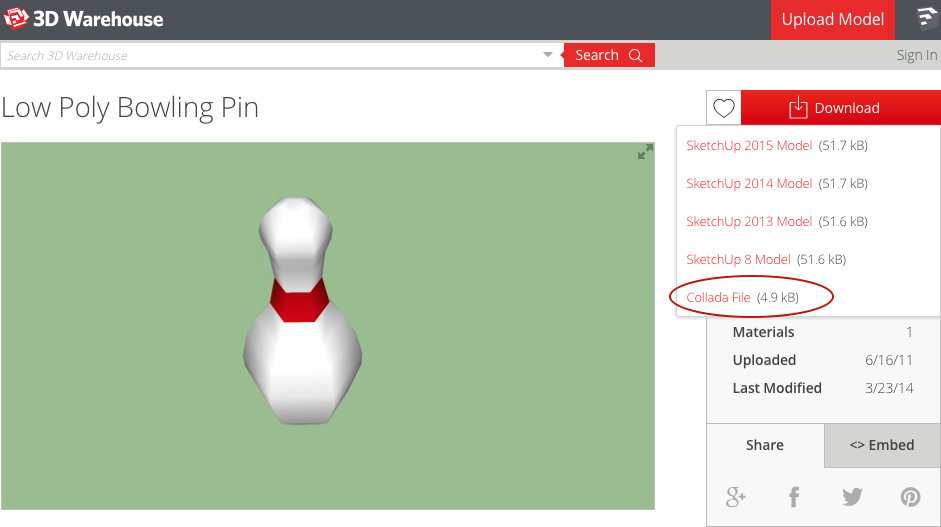 3D Warehouse
Upload Model
Search 3D Warehouse
Search
Sign In
Low Poly Bowling Pin
Download
SketchUp 2015 Model (51.7 kB)
SketchUp 2014 Model (51.7 kB)
SketchUp 2013 Model (51.6 kB)
SketchUp 8 Model (51.6 kB)
Collada File (4.9 kB)
Materials 1
Uploaded 6/16/11
Last Modified 3/23/14
Share
<> Embed
g+ f